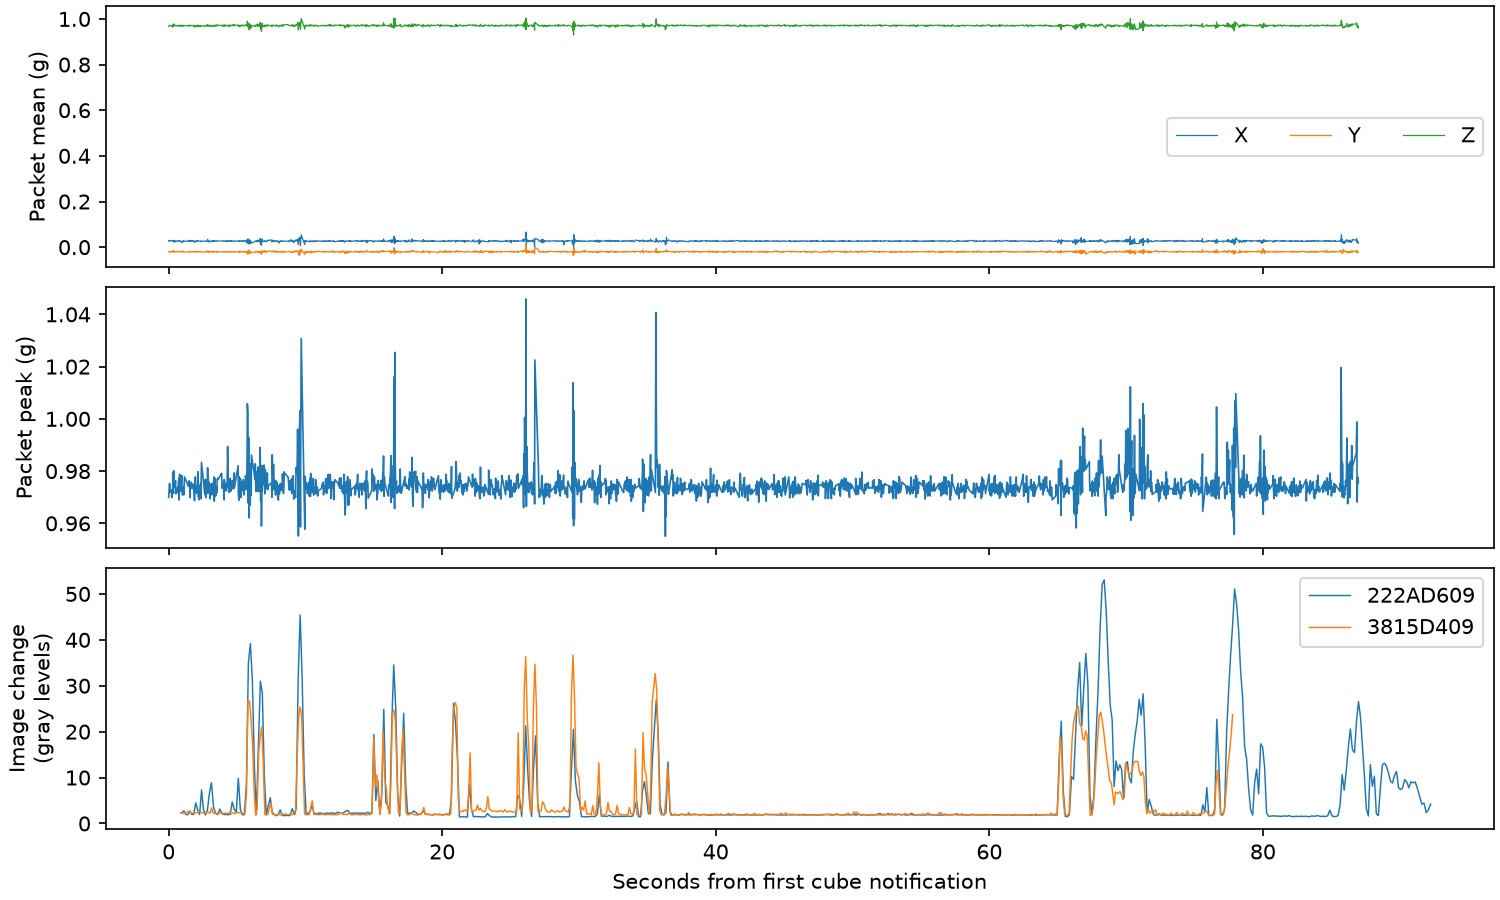 1.0
0.8
0.6
0.4
0.2
0.0
Packet mean (g)
X Y Z
1.04
1.02
1.00
0.98
0.96
Packet peak (g)
50
40
30
20
10
0
Image change
(gray levels)
222AD609
3815D409
0 20 40 60 80
Seconds from first cube notification